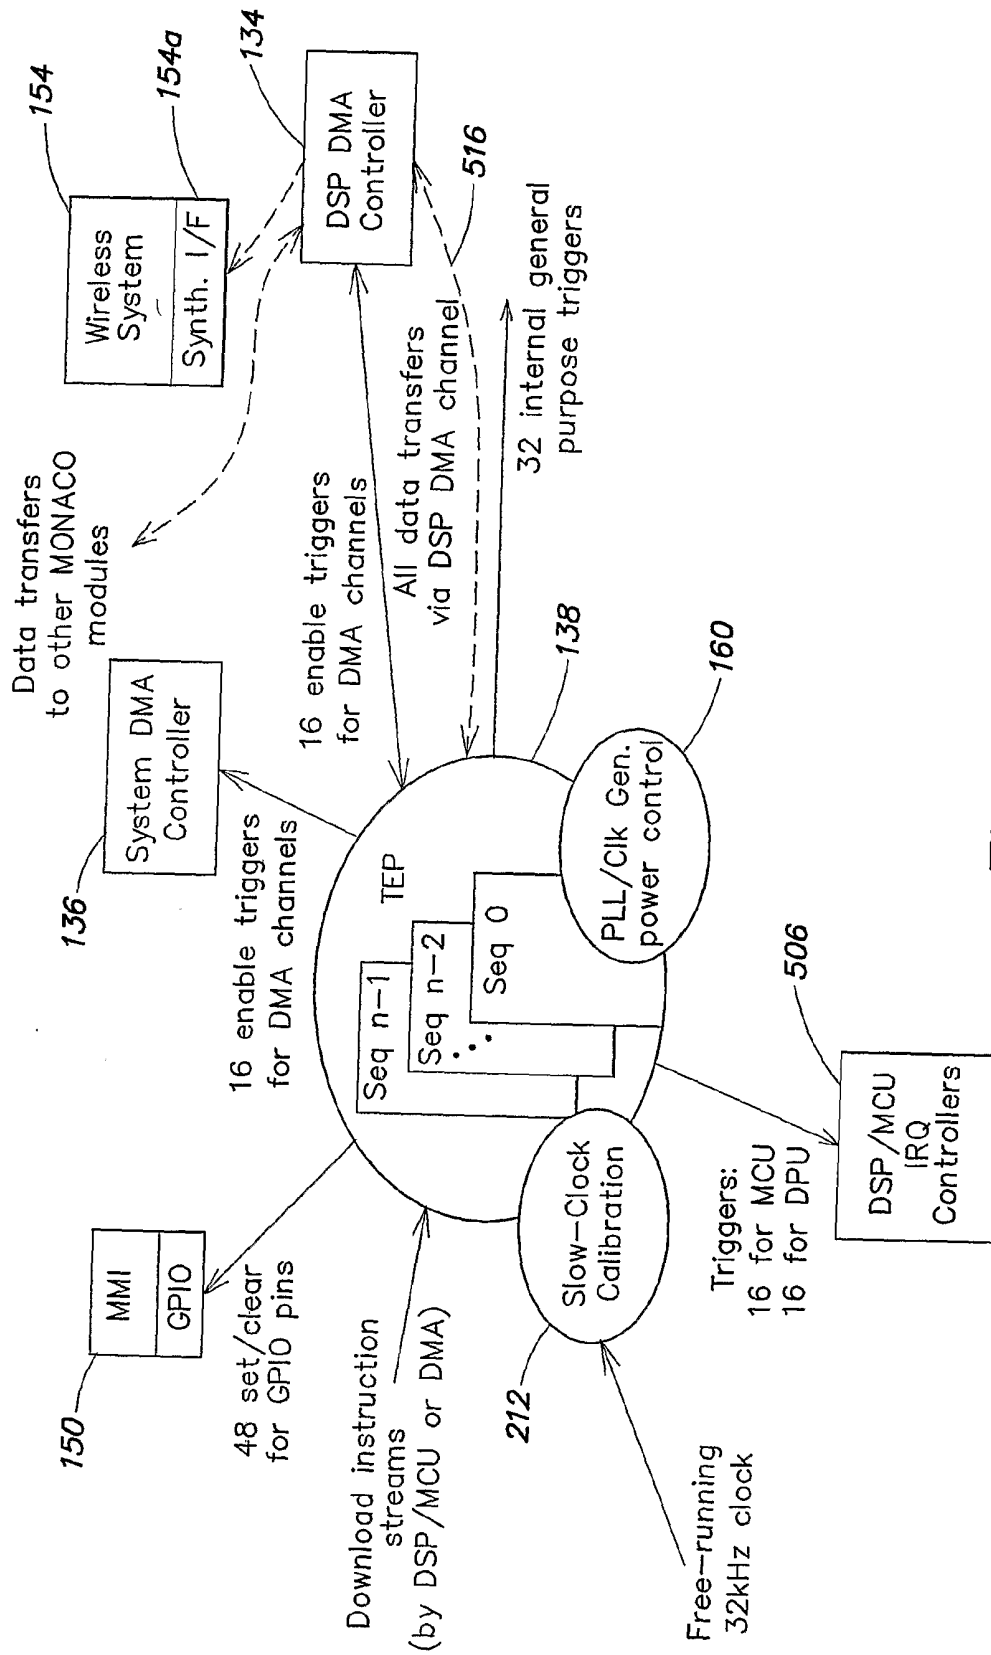 150
MMI
GPIO
48 set/clear
for GPIO pins
Download instruction
streams
(by DSP/MCU or DMA)
Free-running
32kHz clock
212
Slow-Clock
Calibration
136
System DMA
Controller
16 enable triggers
for DMA channels
TEP
Seq n-1
Seq n-2
Seq 0
PLL/Clk Gen.
power control
160
138
Triggers:
16 for MCU
16 for DPU
506
DSP/MCU
IRQ
Controllers
Data transfers
to other MONACO
modules
16 enable triggers
for DMA channels
All data transfers
via DSP DMA channel
516
32 internal general
purpose triggers
154
Wireless
System
Synth. I/F
154a
134
DSP DMA
Controller